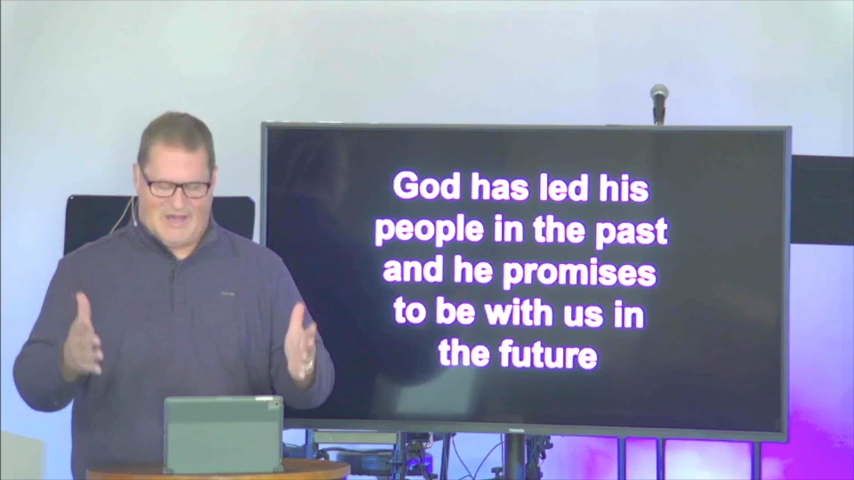 God has led his
people in the past
and he promises
to be with us in
the future